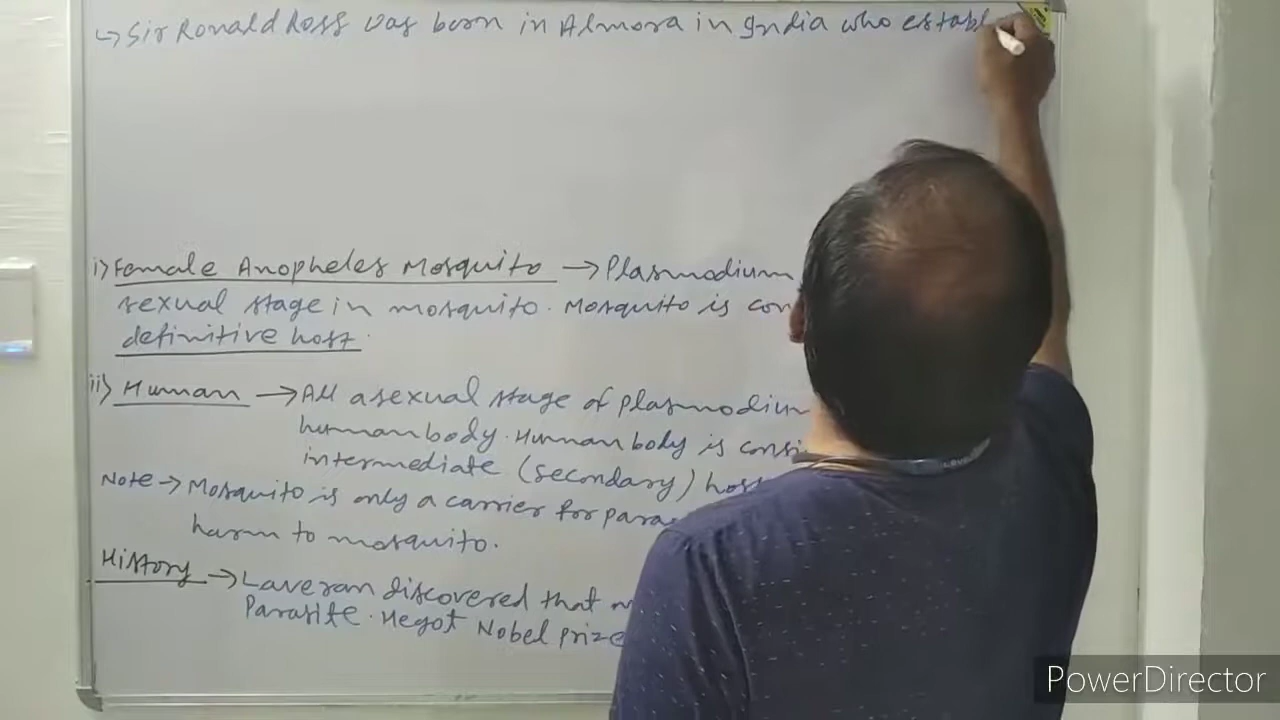 ↳ Sir Ronald Ross was born in Almora in India who establ
i) Female Anopheles Mosquito → Plasmodium
sexual stage in mosquito. Mosquito is con
definitive host.
ii) Human → All asexual stage of plasmodium
human body. Human body is consi
intermediate (secondary) host
Note → Mosquito is only a carrier for para
harm to mosquito.
History → Laveran discovered that m
Parasite. He got Nobel prize
PowerDirector